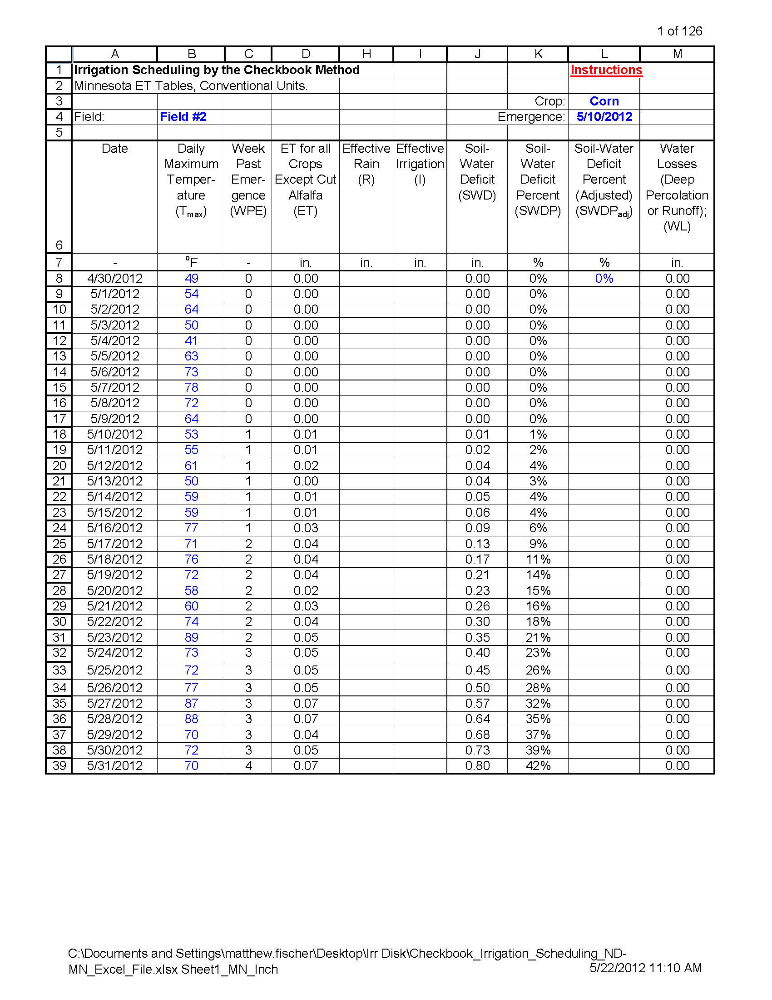 1 of 126
A B C D H I J K L M
1 Irrigation Scheduling by the Checkbook Method Instructions
2 Minnesota ET Tables, Conventional Units.
3 Crop: Corn
4 Field: Field #2 Emergence: 5/10/2012
5
Date Daily Week ET for all Effective Effective Soil- Soil- Soil-Water Water
Maximum Past Crops Rain Irrigation Water Water Deficit Losses
Temper- Emer- Except Cut (R) (I) Deficit Deficit Percent (Deep
ature gence Alfalfa (SWD) Percent (Adjusted) Percolation
(Tmax) (WPE) (ET) (SWDP) (SWDPadj) or Runoff);
(WL)
6
7 - ºF - in. in. in. in. % % in.
8 4/30/2012 49 0 0.00 0.00 0% 0% 0.00
9 5/1/2012 54 0 0.00 0.00 0% 0.00
10 5/2/2012 64 0 0.00 0.00 0% 0.00
11 5/3/2012 50 0 0.00 0.00 0% 0.00
12 5/4/2012 41 0 0.00 0.00 0% 0.00
13 5/5/2012 63 0 0.00 0.00 0% 0.00
14 5/6/2012 73 0 0.00 0.00 0% 0.00
15 5/7/2012 78 0 0.00 0.00 0% 0.00
16 5/8/2012 72 0 0.00 0.00 0% 0.00
17 5/9/2012 64 0 0.00 0.00 0% 0.00
18 5/10/2012 53 1 0.01 0.01 1% 0.00
19 5/11/2012 55 1 0.01 0.02 2% 0.00
20 5/12/2012 61 1 0.02 0.04 4% 0.00
21 5/13/2012 50 1 0.00 0.04 3% 0.00
22 5/14/2012 59 1 0.01 0.05 4% 0.00
23 5/15/2012 59 1 0.01 0.06 4% 0.00
24 5/16/2012 77 1 0.03 0.09 6% 0.00
25 5/17/2012 71 2 0.04 0.13 9% 0.00
26 5/18/2012 76 2 0.04 0.17 11% 0.00
27 5/19/2012 72 2 0.04 0.21 14% 0.00
28 5/20/2012 58 2 0.02 0.23 15% 0.00
29 5/21/2012 60 2 0.03 0.26 16% 0.00
30 5/22/2012 74 2 0.04 0.30 18% 0.00
31 5/23/2012 89 2 0.05 0.35 21% 0.00
32 5/24/2012 73 3 0.05 0.40 23% 0.00
33 5/25/2012 72 3 0.05 0.45 26% 0.00
34 5/26/2012 77 3 0.05 0.50 28% 0.00
35 5/27/2012 87 3 0.07 0.57 32% 0.00
36 5/28/2012 88 3 0.07 0.64 35% 0.00
37 5/29/2012 70 3 0.04 0.68 37% 0.00
38 5/30/2012 72 3 0.05 0.73 39% 0.00
39 5/31/2012 70 4 0.07 0.80 42% 0.00
C:\Documents and Settings\matthew.fischer\Desktop\Irr Disk\Checkbook_Irrigation_Scheduling_ND-
MN_Excel_File.xlsx Sheet1_MN_Inch 5/22/2012 11:10 AM